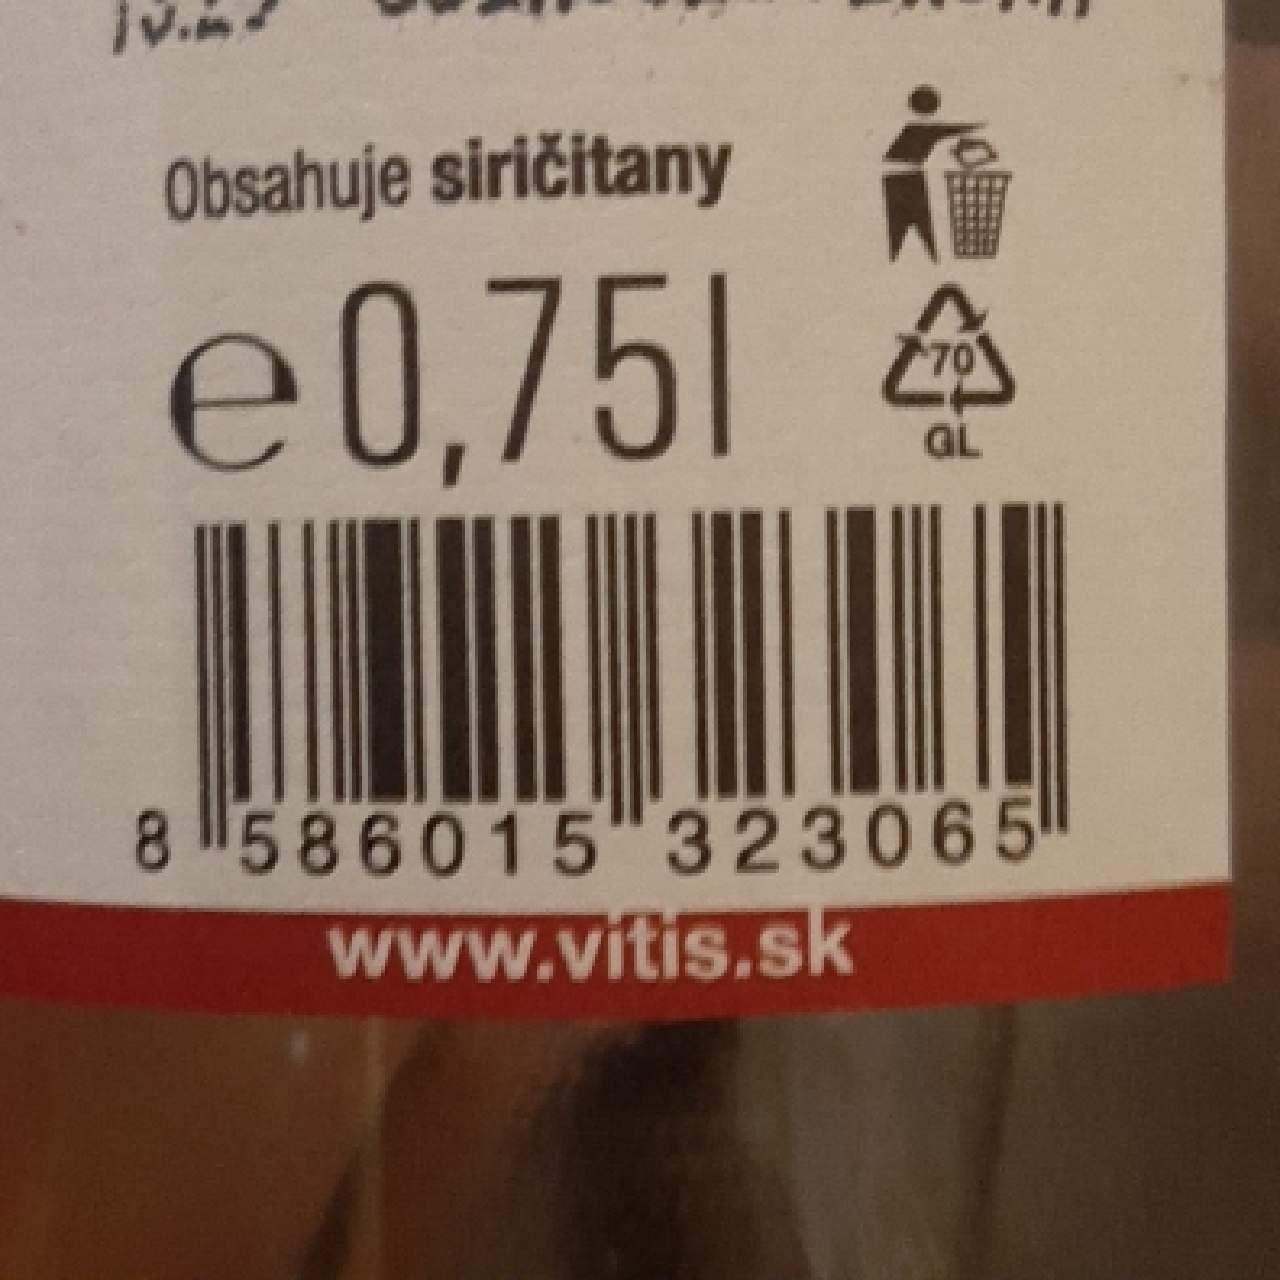 Obsahuje siričitany
e 0,75l
70
GL
8 586015 323065
www.vitis.sk